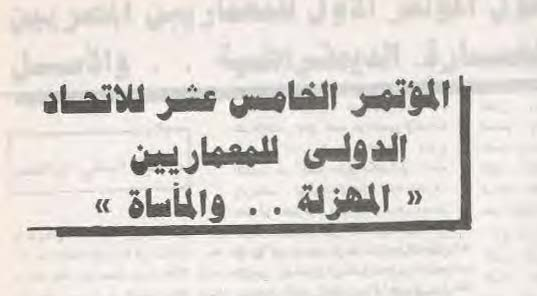 المؤتمر الخامس عشر للاتحاد
الدولى للمعماريين
« المهزلة . . والمأساة »